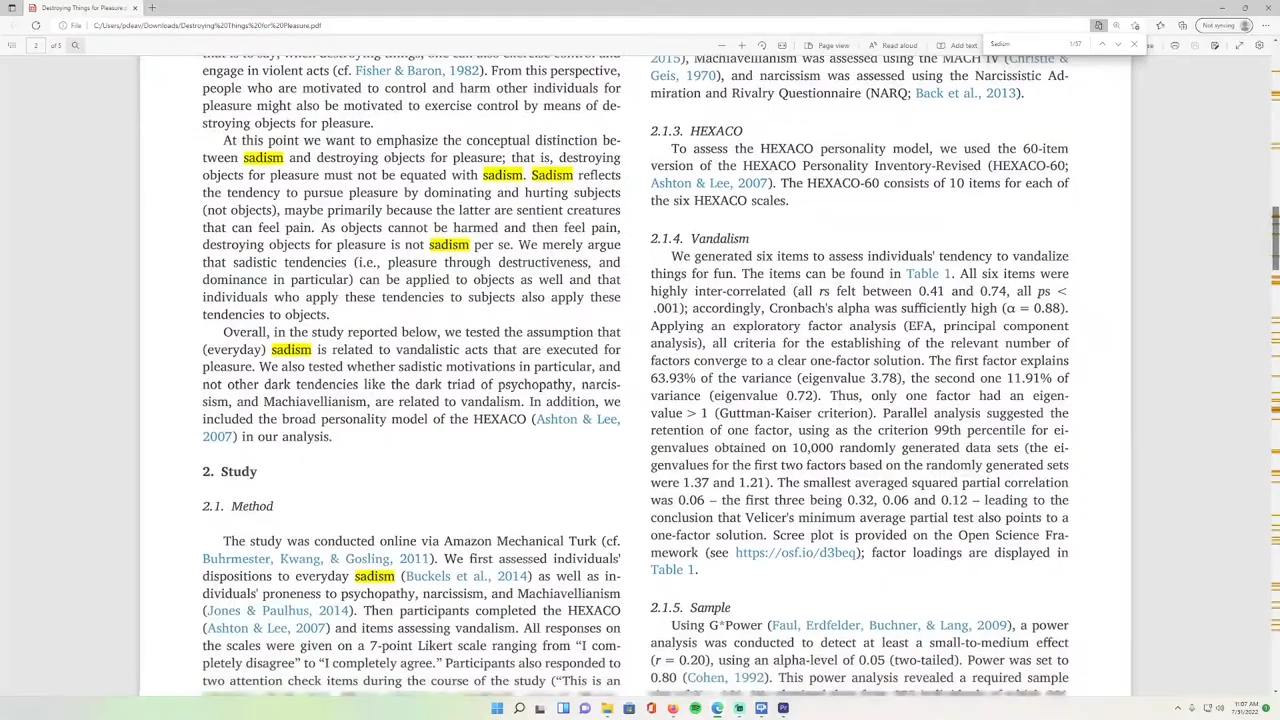 Destroying Things for Pleasure.p
File
C:/Users/pdeav/Downloads/Destroying%20Things%20for%20Pleasure.pdf
Not syncing
2 of 5
Page view
Read aloud
Add text
Sadism
1/57
engage in violent acts (cf. Fisher & Baron, 1982). From this perspective,
people who are motivated to control and harm other individuals for
pleasure might also be motivated to exercise control by means of de-
stroying objects for pleasure.
At this point we want to emphasize the conceptual distinction be-
tween sadism and destroying objects for pleasure; that is, destroying
objects for pleasure must not be equated with sadism. Sadism reflects
the tendency to pursue pleasure by dominating and hurting subjects
(not objects), maybe primarily because the latter are sentient creatures
that can feel pain. As objects cannot be harmed and then feel pain,
destroying objects for pleasure is not sadism per se. We merely argue
that sadistic tendencies (i.e., pleasure through destructiveness, and
dominance in particular) can be applied to objects as well and that
individuals who apply these tendencies to subjects also apply these
tendencies to objects.
Overall, in the study reported below, we tested the assumption that
(everyday) sadism is related to vandalistic acts that are executed for
pleasure. We also tested whether sadistic motivations in particular, and
not other dark tendencies like the dark triad of psychopathy, narcis-
sism, and Machiavellianism, are related to vandalism. In addition, we
included the broad personality model of the HEXACO (Ashton & Lee,
2007) in our analysis.
2. Study
2.1. Method
The study was conducted online via Amazon Mechanical Turk (cf.
Buhrmester, Kwang, & Gosling, 2011). We first assessed individuals'
dispositions to everyday sadism (Buckels et al., 2014) as well as in-
dividuals' proneness to psychopathy, narcissism, and Machiavellianism
(Jones & Paulhus, 2014). Then participants completed the HEXACO
(Ashton & Lee, 2007) and items assessing vandalism. All responses on
the scales were given on a 7-point Likert scale ranging from “I com-
pletely disagree” to “I completely agree.” Participants also responded to
two attention check items during the course of the study (“This is an
2015), Machiavellianism was assessed using the MACH IV (Christie &
Geis, 1970), and narcissism was assessed using the Narcissistic Ad-
miration and Rivalry Questionnaire (NARQ; Back et al., 2013).
2.1.3. HEXACO
To assess the HEXACO personality model, we used the 60-item
version of the HEXACO Personality Inventory-Revised (HEXACO-60;
Ashton & Lee, 2007). The HEXACO-60 consists of 10 items for each of
the six HEXACO scales.
2.1.4. Vandalism
We generated six items to assess individuals' tendency to vandalize
things for fun. The items can be found in Table 1. All six items were
highly inter-correlated (all rs felt between 0.41 and 0.74, all ps <
.001); accordingly, Cronbach's alpha was sufficiently high (α = 0.88).
Applying an exploratory factor analysis (EFA, principal component
analysis), all criteria for the establishing of the relevant number of
factors converge to a clear one-factor solution. The first factor explains
63.93% of the variance (eigenvalue 3.78), the second one 11.91% of
variance (eigenvalue 0.72). Thus, only one factor had an eigen-
value > 1 (Guttman-Kaiser criterion). Parallel analysis suggested the
retention of one factor, using as the criterion 99th percentile for ei-
genvalues obtained on 10,000 randomly generated data sets (the ei-
genvalues for the first two factors based on the randomly generated sets
were 1.37 and 1.21). The smallest averaged squared partial correlation
was 0.06 – the first three being 0.32, 0.06 and 0.12 – leading to the
conclusion that Velicer's minimum average partial test also points to a
one-factor solution. Scree plot is provided on the Open Science Fra-
mework (see https://osf.io/d3beq); factor loadings are displayed in
Table 1.
2.1.5. Sample
Using G*Power (Faul, Erdfelder, Buchner, & Lang, 2009), a power
analysis was conducted to detect at least a small-to-medium effect
(r = 0.20), using an alpha-level of 0.05 (two-tailed). Power was set to
0.80 (Cohen, 1992). This power analysis revealed a required sample
11:07 AM
7/31/2022